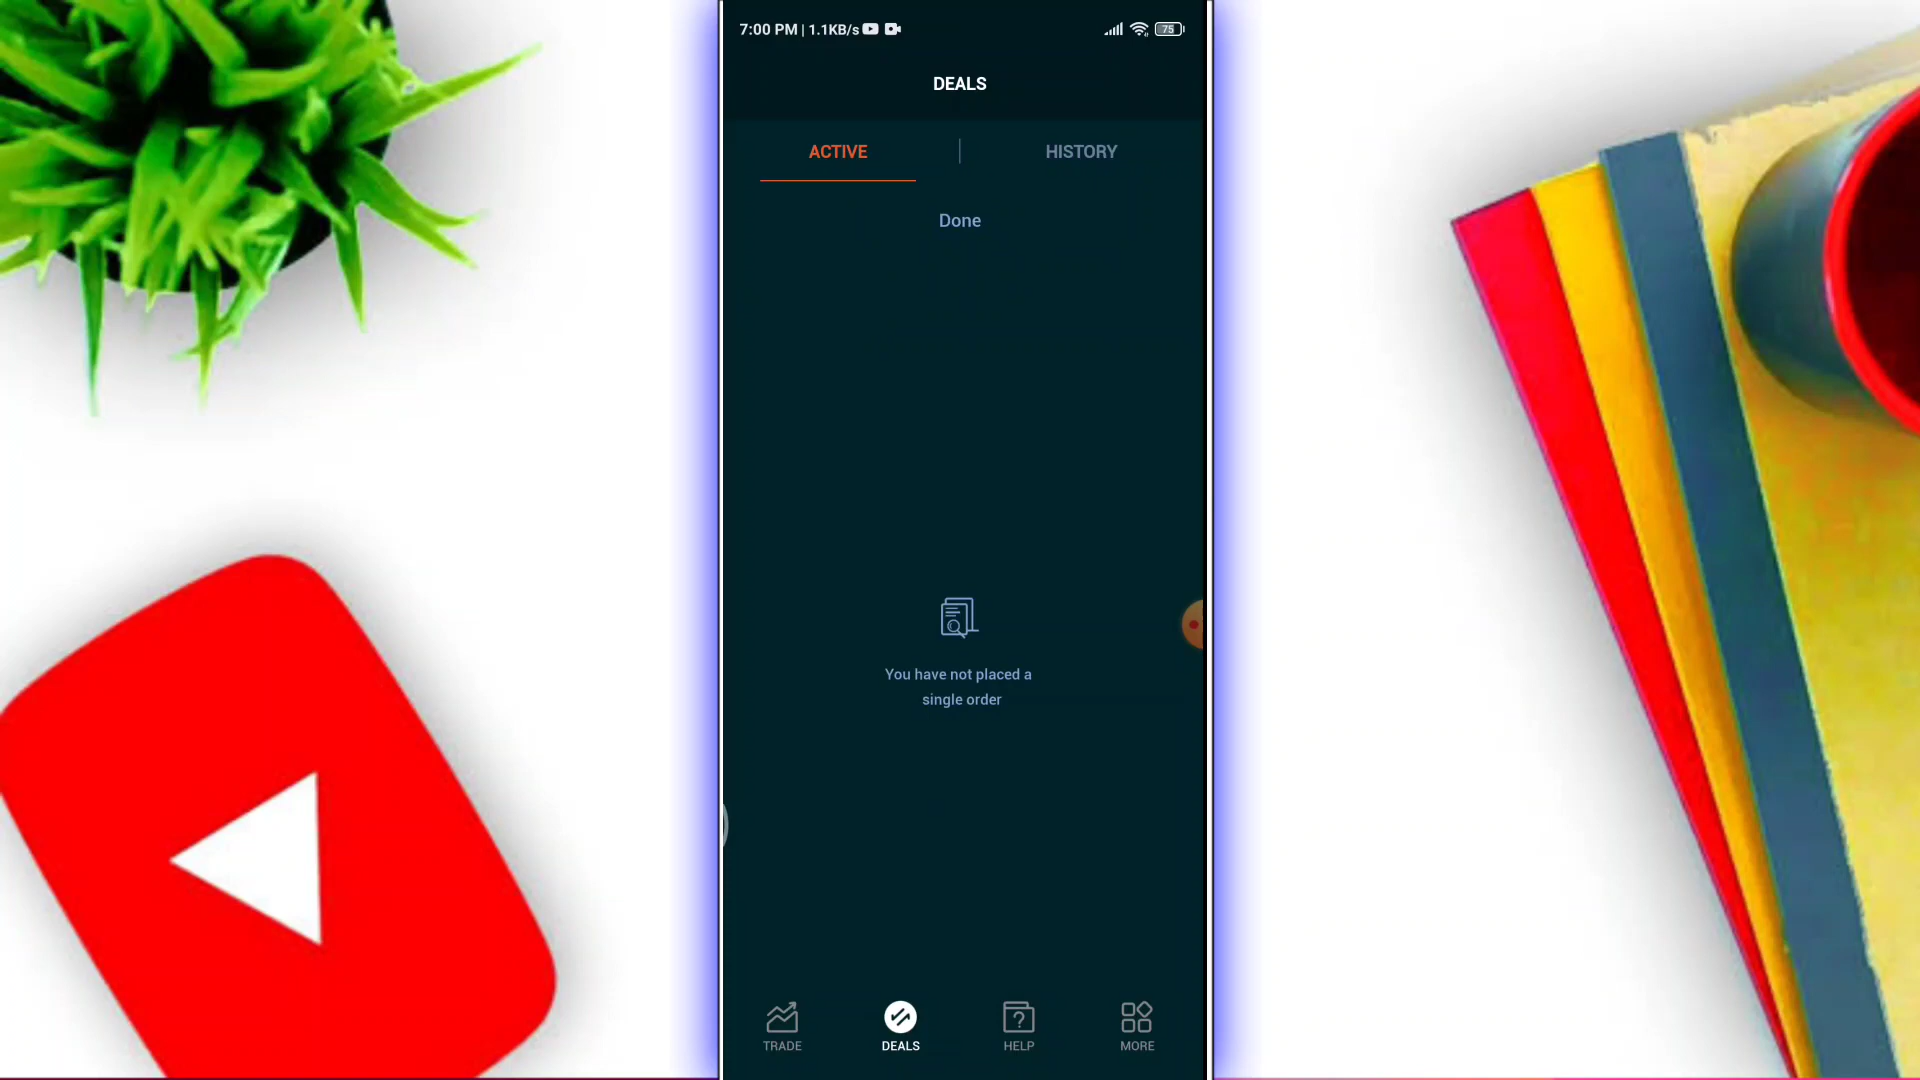 7:00 PM | 1.1KB/s
75
DEALS
ACTIVE
HISTORY
Done
You have not placed a
single order
TRADE
DEALS
HELP
MORE